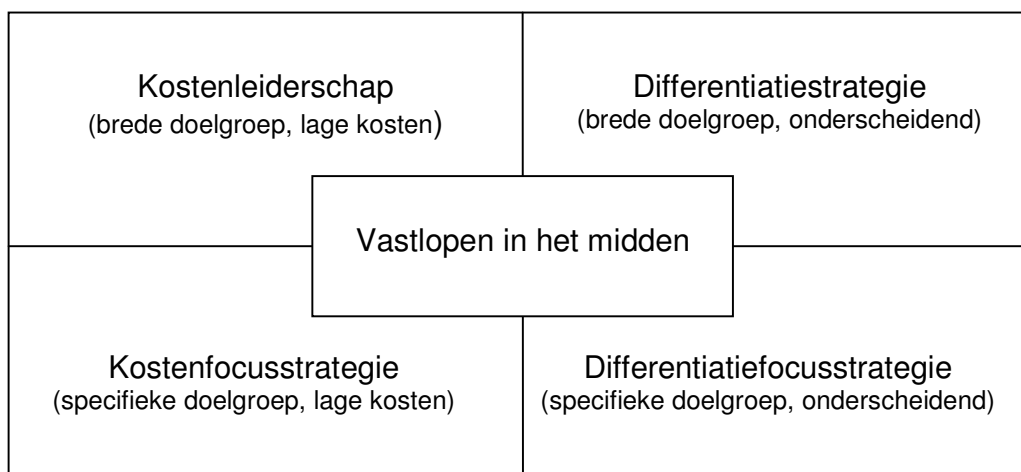 Kostenleiderschap
(brede doelgroep, lage kosten)
Differentiatiestrategie
(brede doelgroep, onderscheidend)
Vastlopen in het midden
Kostenfocusstrategie
(specifieke doelgroep, lage kosten)
Differentiatiefocusstrategie
(specifieke doelgroep, onderscheidend)